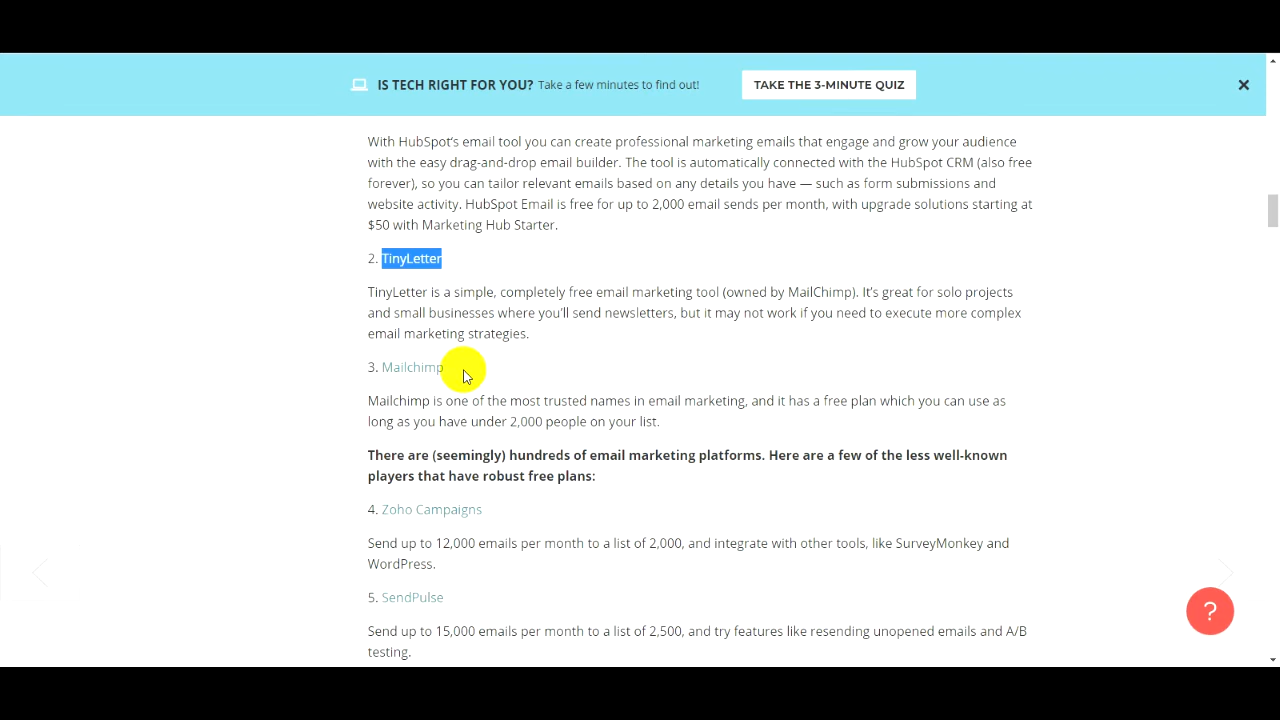 IS TECH RIGHT FOR YOU? Take a few minutes to find out! TAKE THE 3-MINUTE QUIZ
With HubSpot's email tool you can create professional marketing emails that engage and grow your audience
with the easy drag-and-drop email builder. The tool is automatically connected with the HubSpot CRM (also free
forever), so you can tailor relevant emails based on any details you have — such as form submissions and
website activity. HubSpot Email is free for up to 2,000 email sends per month, with upgrade solutions starting at
$50 with Marketing Hub Starter.
2. TinyLetter
TinyLetter is a simple, completely free email marketing tool (owned by MailChimp). It's great for solo projects
and small businesses where you'll send newsletters, but it may not work if you need to execute more complex
email marketing strategies.
3. Mailchimp
Mailchimp is one of the most trusted names in email marketing, and it has a free plan which you can use as
long as you have under 2,000 people on your list.
There are (seemingly) hundreds of email marketing platforms. Here are a few of the less well-known
players that have robust free plans:
4. Zoho Campaigns
Send up to 12,000 emails per month to a list of 2,000, and integrate with other tools, like SurveyMonkey and
WordPress.
5. SendPulse
Send up to 15,000 emails per month to a list of 2,500, and try features like resending unopened emails and A/B
testing.
?